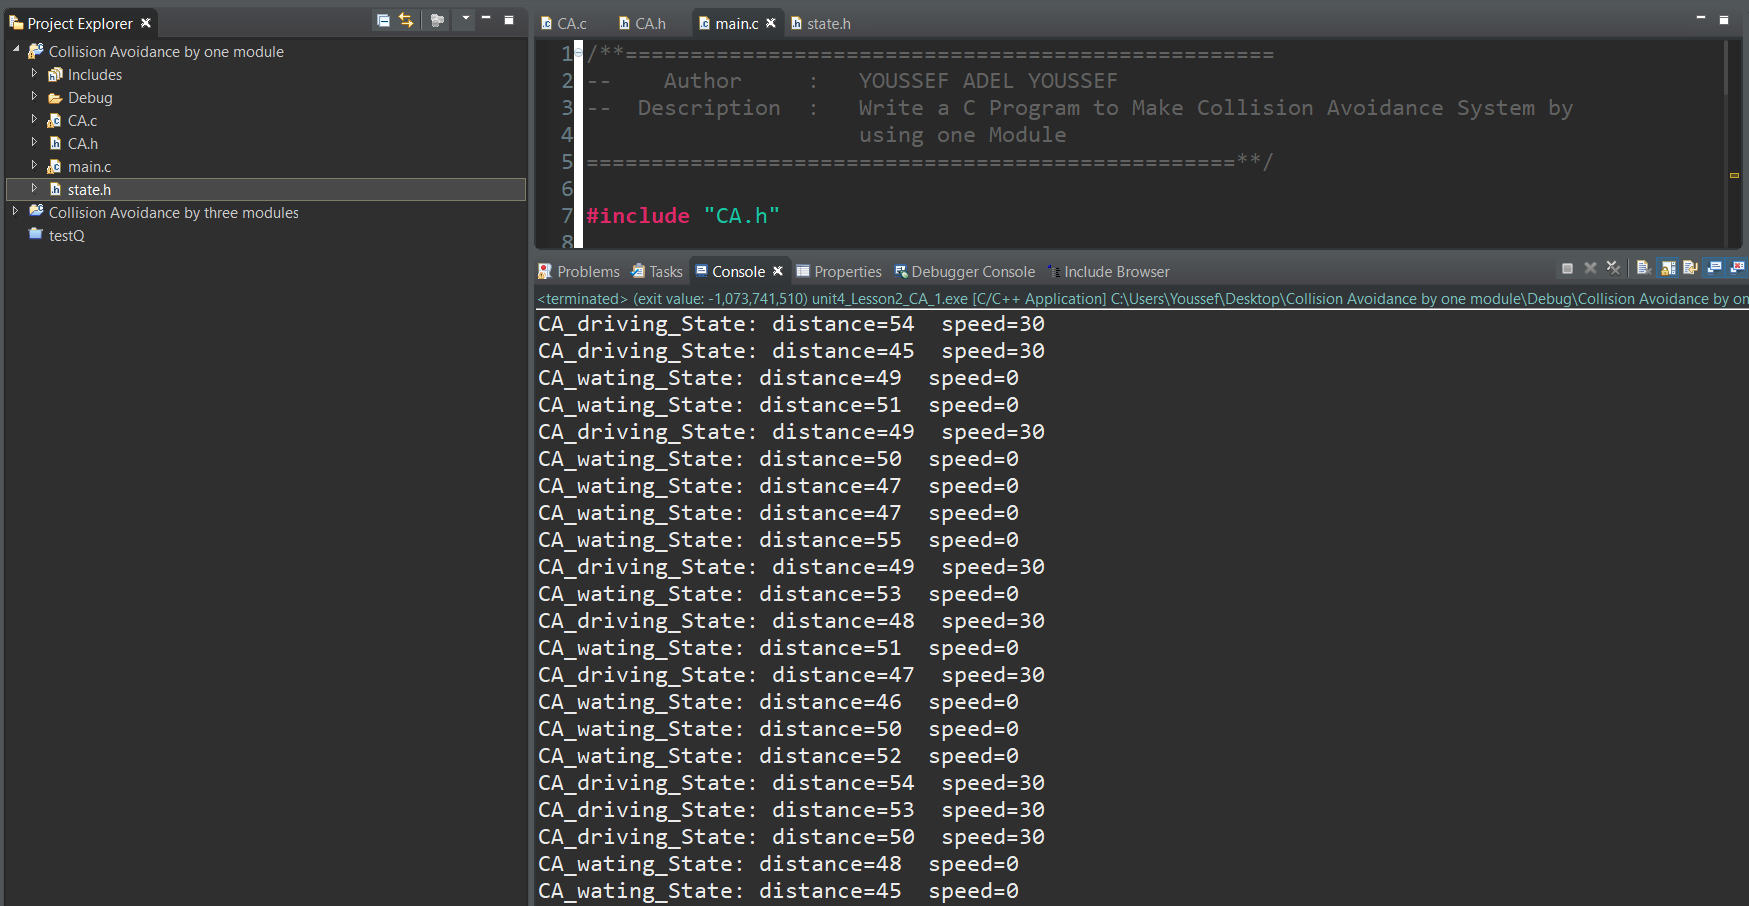 Project Explorer
Collision Avoidance by one module
Includes
Debug
CA.c
CA.h
main.c
state.h
Collision Avoidance by three modules
testQ
CA.c CA.h main.c state.h
1 /**==================================================
2 -- Author : YOUSSEF ADEL YOUSSEF
3 -- Description : Write a C Program to Make Collision Avoidance System by
4 using one Module
5 ==================================================**/
6
7 #include "CA.h"
8
Problems Tasks Console Properties Debugger Console Include Browser
<terminated> (exit value: -1,073,741,510) unit4_Lesson2_CA_1.exe [C/C++ Application] C:\Users\Youssef\Desktop\Collision Avoidance by one module\Debug\Collision Avoidance by on
CA_driving_State: distance=54 speed=30
CA_driving_State: distance=45 speed=30
CA_wating_State: distance=49 speed=0
CA_wating_State: distance=51 speed=0
CA_driving_State: distance=49 speed=30
CA_wating_State: distance=50 speed=0
CA_wating_State: distance=47 speed=0
CA_wating_State: distance=47 speed=0
CA_wating_State: distance=55 speed=0
CA_driving_State: distance=49 speed=30
CA_wating_State: distance=53 speed=0
CA_driving_State: distance=48 speed=30
CA_wating_State: distance=51 speed=0
CA_driving_State: distance=47 speed=30
CA_wating_State: distance=46 speed=0
CA_wating_State: distance=50 speed=0
CA_wating_State: distance=52 speed=0
CA_driving_State: distance=54 speed=30
CA_driving_State: distance=53 speed=30
CA_driving_State: distance=50 speed=30
CA_wating_State: distance=48 speed=0
CA_wating_State: distance=45 speed=0